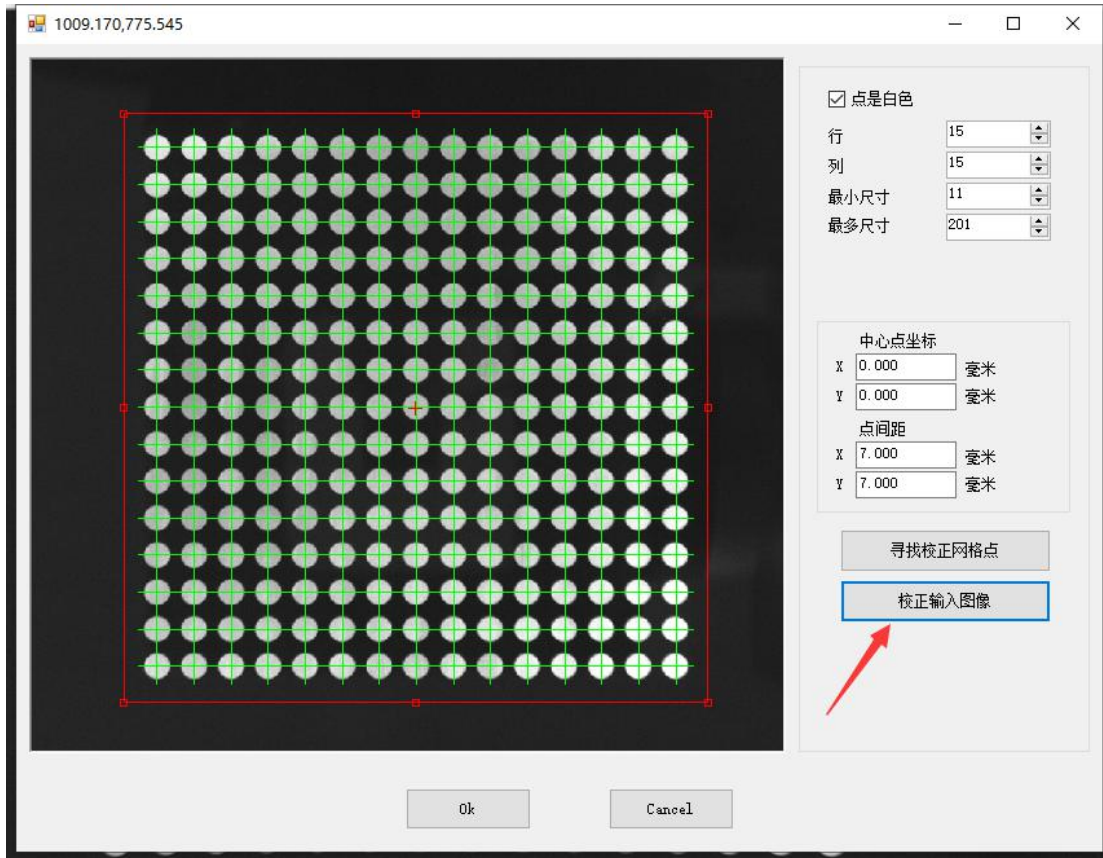 1009.170,775.545
点是白色
行 15
列 15
最小尺寸 11
最多尺寸 201
中心点坐标
X 0.000 毫米
Y 0.000 毫米
点间距
X 7.000 毫米
Y 7.000 毫米
寻找校正网格点
校正输入图像
Ok Cancel